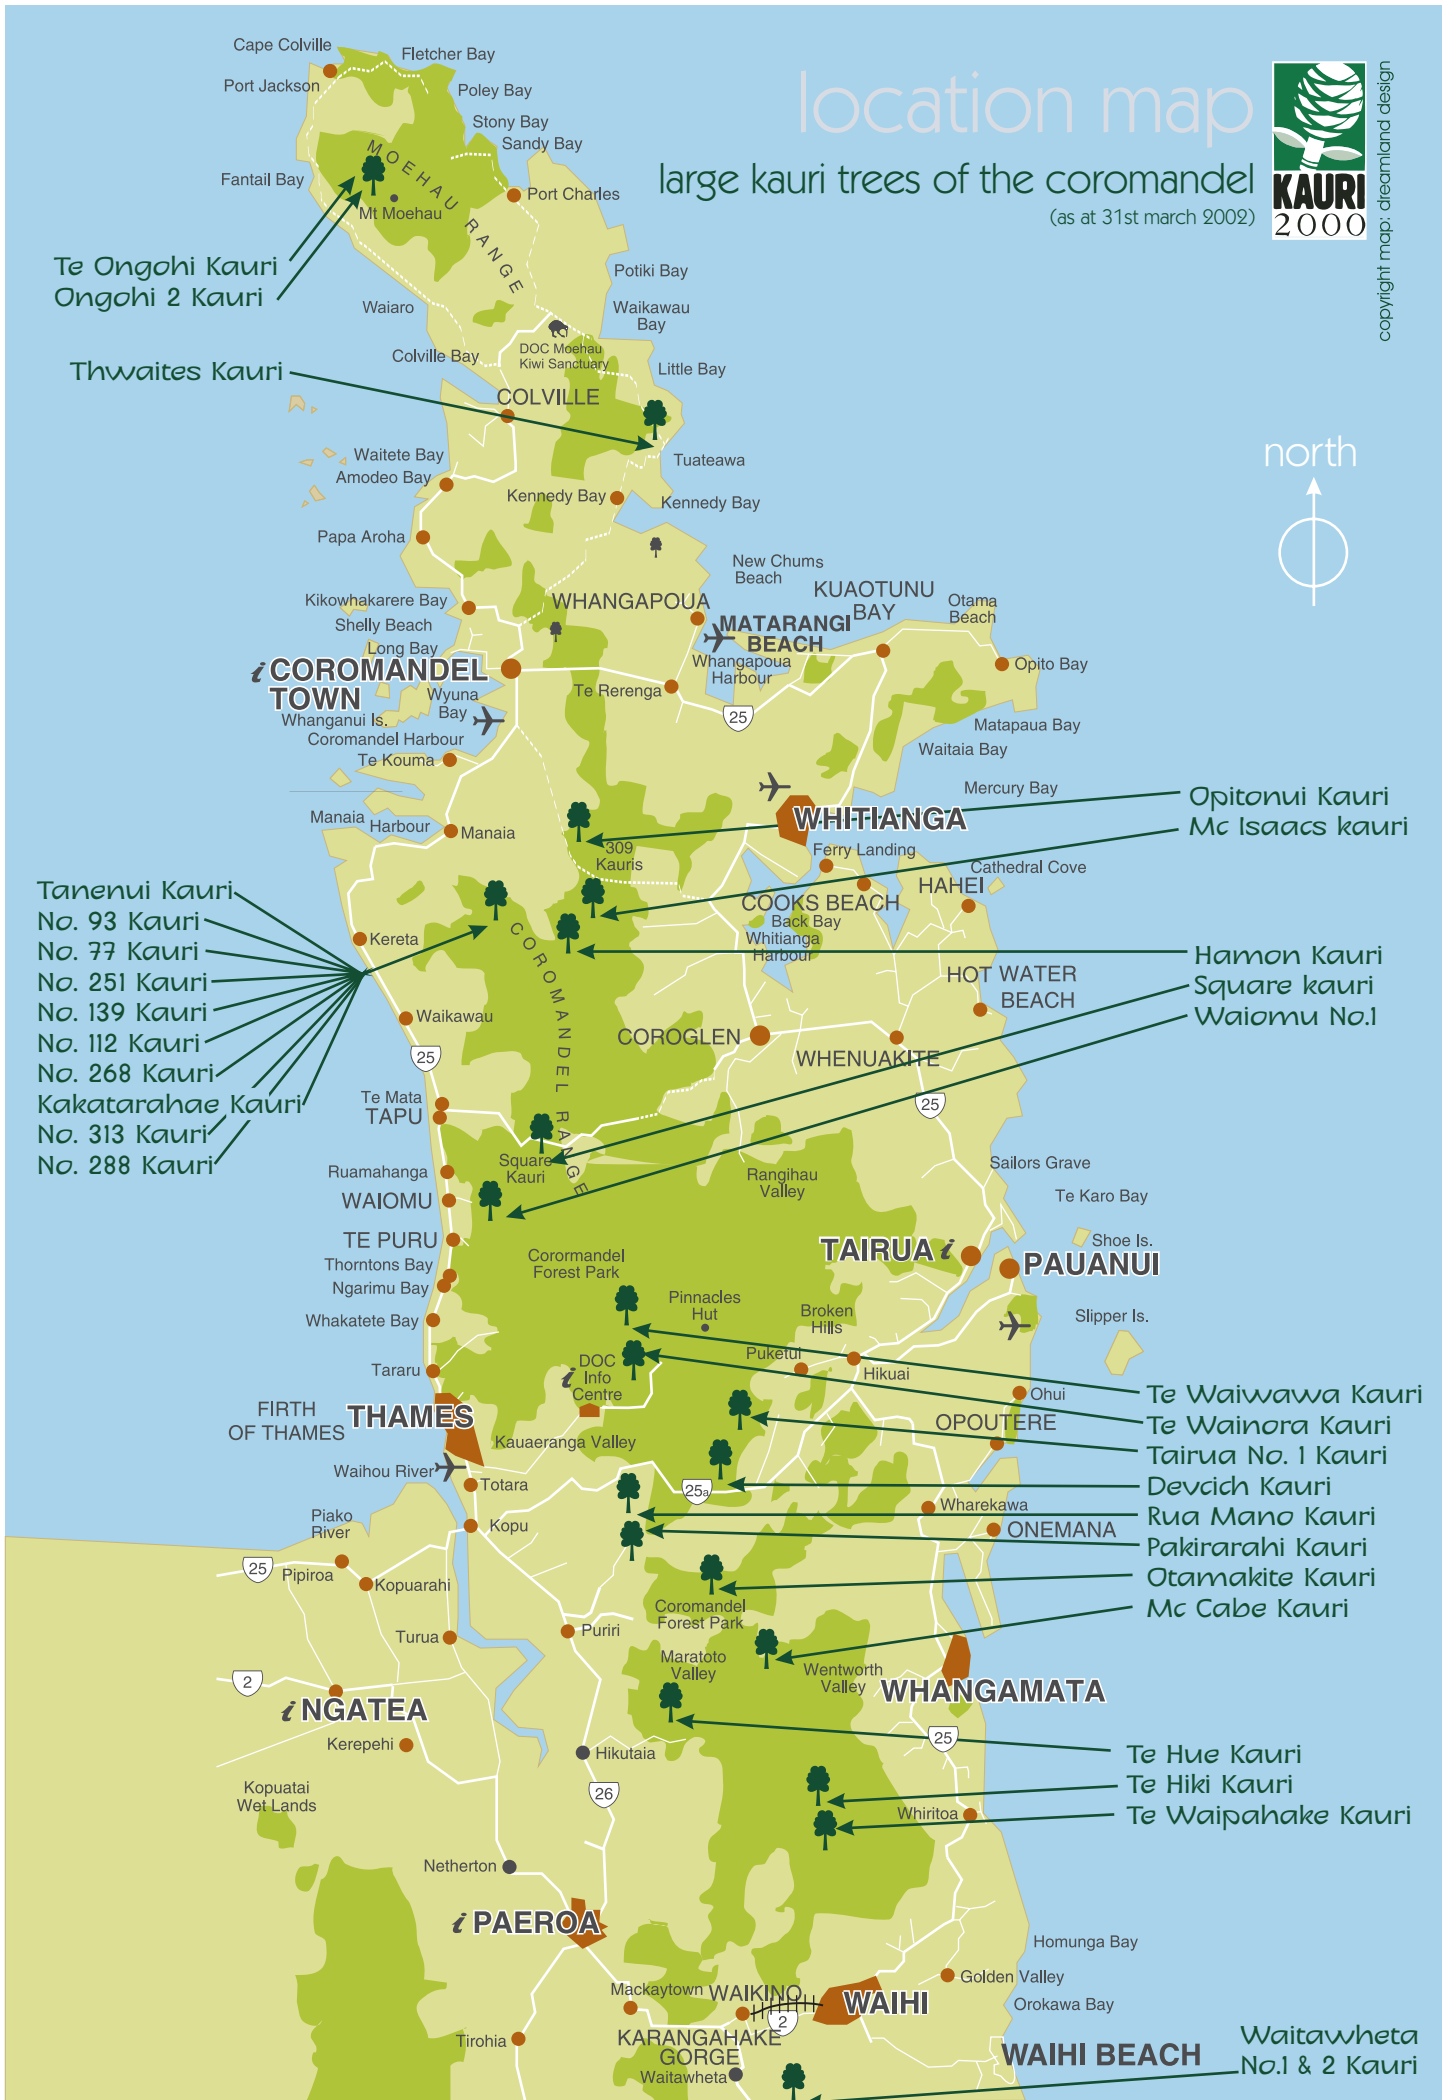 location map
large kauri trees of the coromandel
(as at 31st march 2002)
KAURI
2000
copyright map: dreamland design
north
Cape Colville
Fletcher Bay
Port Jackson
Poley Bay
Stony Bay
Sandy Bay
MOEHAU RANGE
Fantail Bay
Port Charles
Mt Moehau
Te Ongohi Kauri
Ongohi 2 Kauri
Potiki Bay
Waiaro
Waikawau
Bay
DOC Moehau
Kiwi Sanctuary
Colville Bay
Little Bay
Thwaites Kauri
COLVILLE
Waitete Bay
Tuateawa
Amodeo Bay
Kennedy Bay
Kennedy Bay
Papa Aroha
New Chums
Beach
KUAOTUNU
BAY
Otama
Beach
Kikowhakarere Bay
WHANGAPOUA
Shelly Beach
MATARANGI
BEACH
Long Bay
i COROMANDEL
TOWN
Whangapoua
Harbour
Opito Bay
Te Rerenga
Wyuna
Bay
Whanganui Is.
25
Matapaua Bay
Coromandel Harbour
Waitaia Bay
Te Kouma
Mercury Bay
Opitonui Kauri
Mc Isaacs kauri
Manaia
Harbour
Manaia
WHITIANGA
309
Kauris
Ferry Landing
Cathedral Cove
HAHEI
COOKS BEACH
Back Bay
Whitianga
Harbour
Tanenui Kauri
No. 93 Kauri
No. 77 Kauri
No. 251 Kauri
No. 139 Kauri
No. 112 Kauri
No. 268 Kauri
Kakatarahae Kauri
No. 313 Kauri
No. 288 Kauri
Kereta
COROMANDEL RANGE
Hamon Kauri
Square kauri
Waiomu No.1
HOT WATER
BEACH
Waikawau
COROGLEN
WHENUAKITE
25
25
Te Mata
TAPU
Square
Kauri
Ruamahanga
Rangihau
Valley
Sailors Grave
WAIOMU
Te Karo Bay
TE PURU
TAIRUA i
Shoe Is.
PAUANUI
Thorntons Bay
Corormandel
Forest Park
Ngarimu Bay
Whakatete Bay
Pinnacles
Hut
Broken
Hills
Slipper Is.
Puketui
Tararu
i
DOC
Info
Centre
Hikuai
Te Waiwawa Kauri
Te Wainora Kauri
Tairua No. 1 Kauri
Devcich Kauri
Rua Mano Kauri
Pakirarahi Kauri
Otamakite Kauri
Mc Cabe Kauri
Ohui
FIRTH
OF THAMES
THAMES
OPOUTERE
Kauaeranga Valley
Waihou River
Totara
25a
Wharekawa
Piako
River
Kopu
ONEMANA
25
Pipiroa
Kopuarahi
Coromandel
Forest Park
Turua
Puriri
Maratoto
Valley
Wentworth
Valley
2
WHANGAMATA
i NGATEA
25
Kerepehi
Hikutaia
Te Hue Kauri
Te Hiki Kauri
Te Waipahake Kauri
Kopuatai
Wet Lands
26
Whiritoa
Netherton
i PAEROA
Homunga Bay
Golden Valley
Mackaytown
WAIKINO
WAIHI
Orokawa Bay
2
Tirohia
KARANGAHAKE
GORGE
Waitawheta
WAIHI BEACH
Waitawheta
No.1 & 2 Kauri